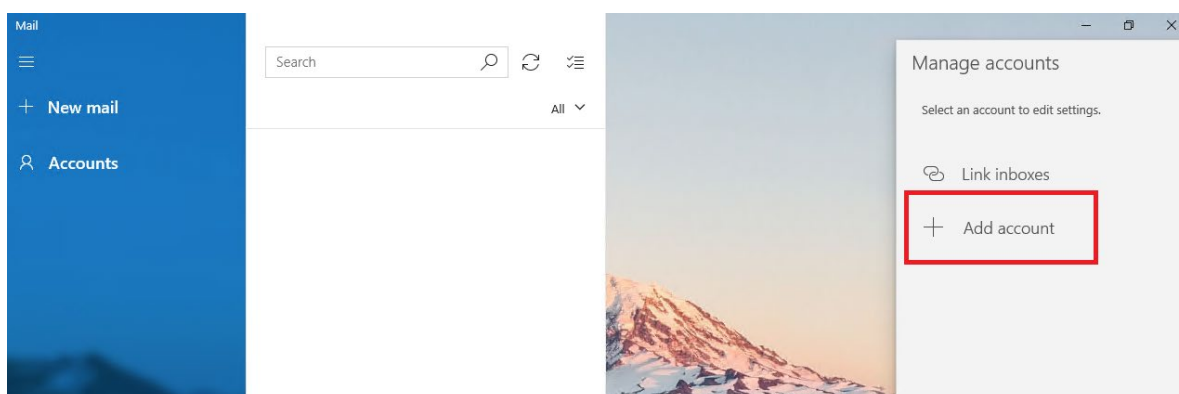 Mail
Search
+ New mail
All
Accounts
Manage accounts
Select an account to edit settings.
Link inboxes
+ Add account